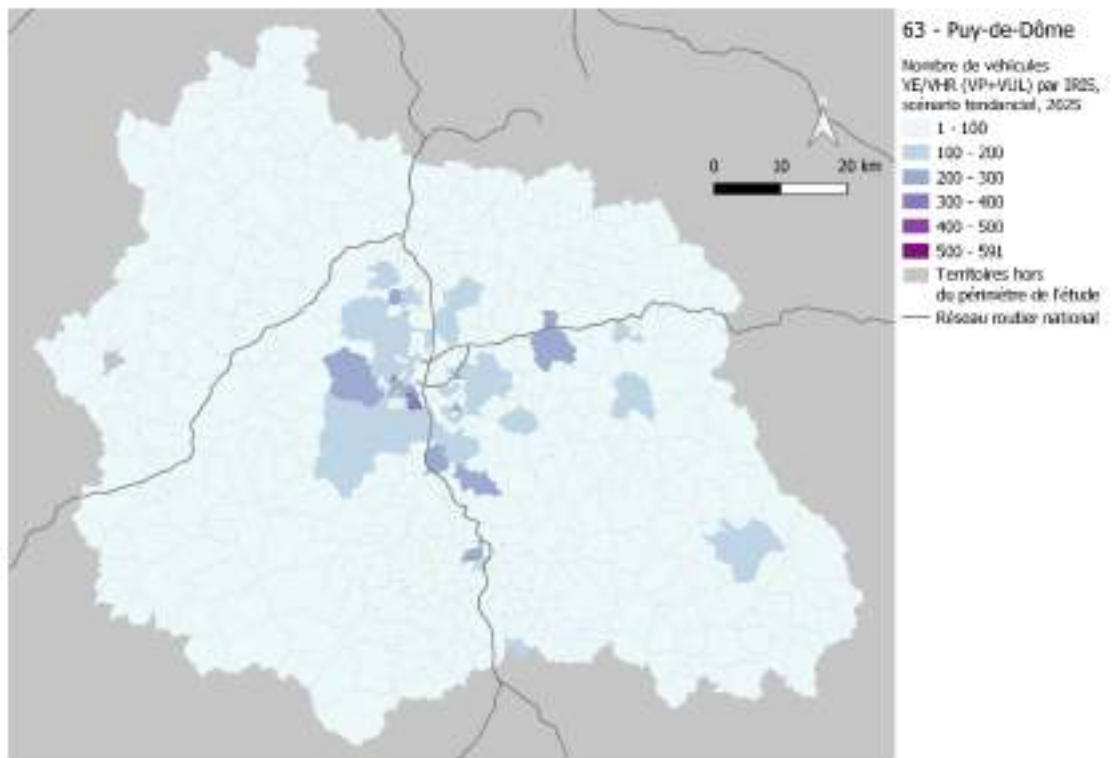 63 - Puy-de-Dôme
Nombre de véhicules
VE/VHR (VP+VUL) par IRIS,
scénario tendanciel, 2025
1 - 100
100 - 200
200 - 300
300 - 400
400 - 500
500 - 591
Territoires hors
du périmètre de l'étude
Réseau routier national
0 10 20 km